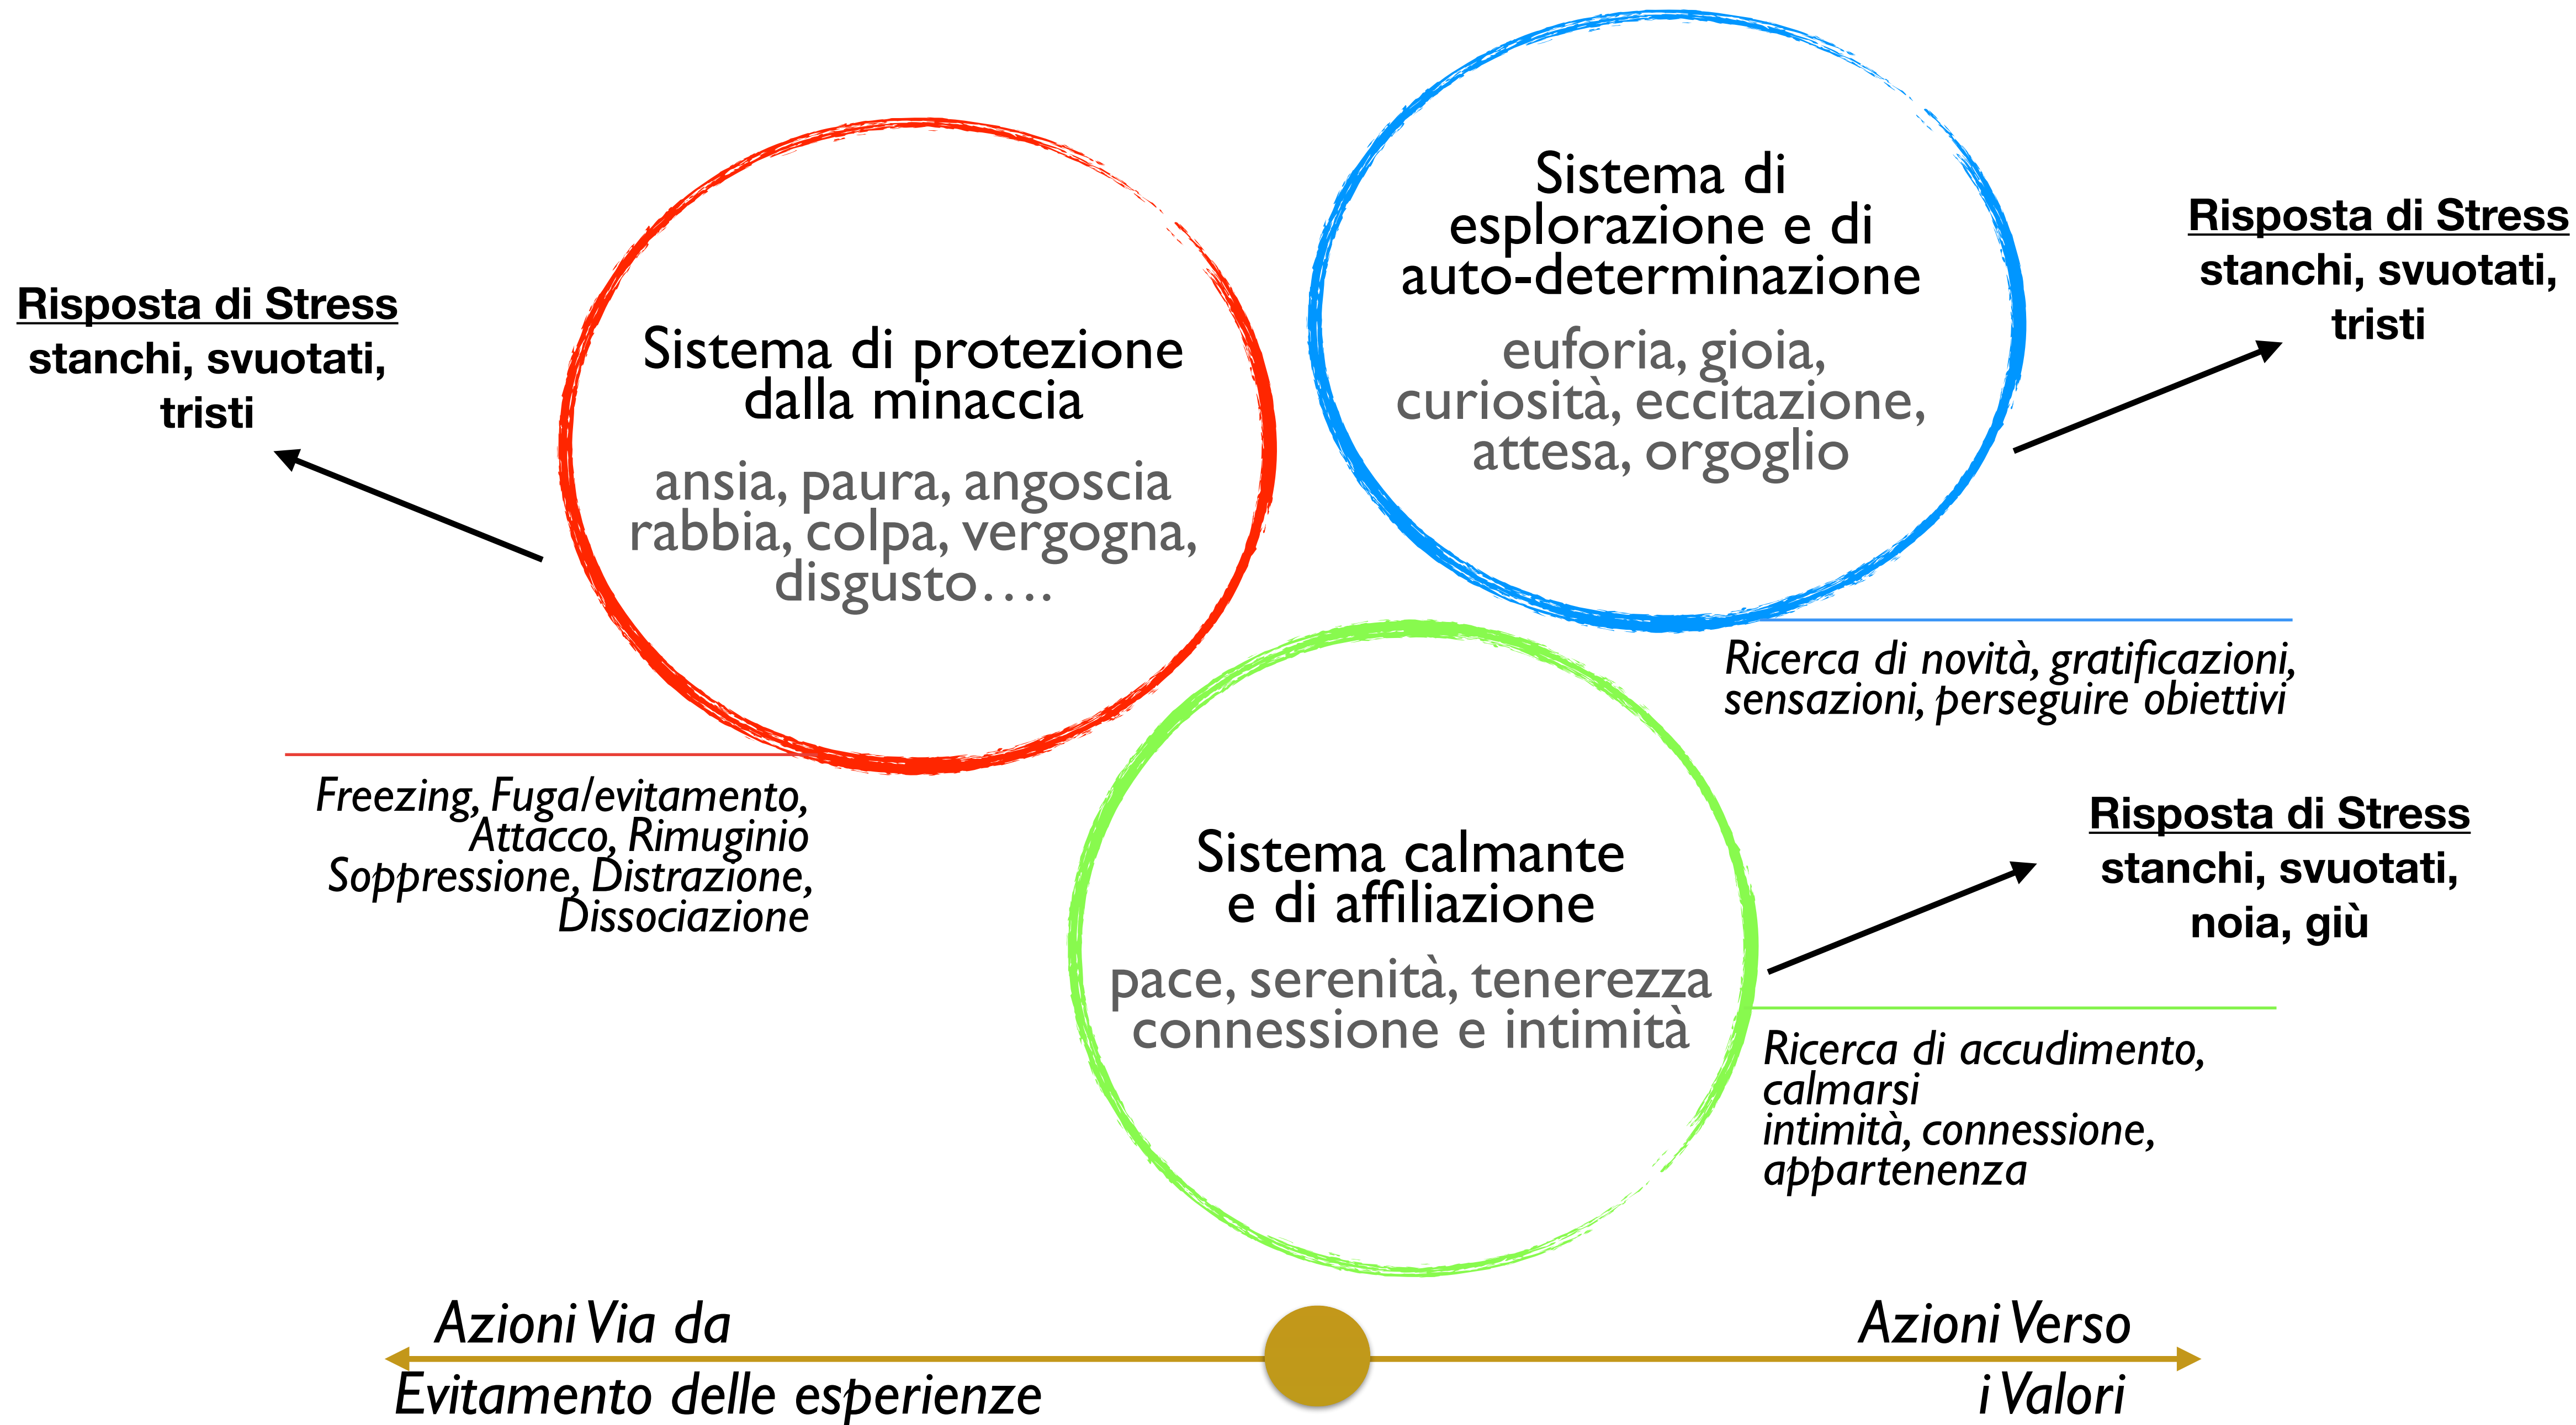 Risposta di Stress
stanchi, svuotati,
tristi
Sistema di protezione
dalla minaccia
ansia, paura, angoscia
rabbia, colpa, vergogna,
disgusto….
Freezing, Fuga/evitamento,
Attacco, Rimuginio
Soppressione, Distrazione,
Dissociazione
Sistema di
esplorazione e di
auto-determinazione
euforia, gioia,
curiosità, eccitazione,
attesa, orgoglio
Risposta di Stress
stanchi, svuotati,
tristi
Ricerca di novità, gratificazioni,
sensazioni, perseguire obiettivi
Sistema calmante
e di affiliazione
pace, serenità, tenerezza
connessione e intimità
Risposta di Stress
stanchi, svuotati,
noia, giù
Ricerca di accudimento,
calmarsi
intimità, connessione,
appartenenza
Azioni Via da
Evitamento delle esperienze
Azioni Verso
i Valori